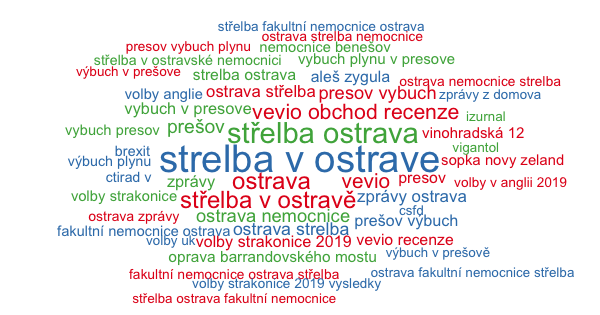 střelba fakultní nemocnice ostrava
ostrava strelba nemocnice
presov vybuch plynu
nemocnice benešov
střelba v ostravské nemocnici
vybuch plynu v presove
výbuch v prešove
strelba ostrava
aleš zygula
ostrava nemocnice strelba
volby anglie
ostrava střelba
presov vybuch
zprávy z domova
vybuch v presove
vevio obchod recenze
izurnal
vybuch presov
prešov
střelba ostrava
vinohradská 12
brexit
vigantol
výbuch plynu
strelba v ostrave
sopka novy zeland
ctirad v
zprávy
ostrava
vevio
presov
volby v anglii 2019
volby strakonice
střelba v ostravě
zprávy ostrava
ostrava zprávy
ostrava nemocnice
csfd
prešov výbuch
fakultní nemocnice ostrava
ostrava strelba
volby uk
volby strakonice 2019
vevio recenze
oprava barrandovského mostu
výbuch v prešově
fakultní nemocnice ostrava střelba
ostrava fakultní nemocnice střelba
volby strakonice 2019 vysledky
střelba ostrava fakultní nemocnice